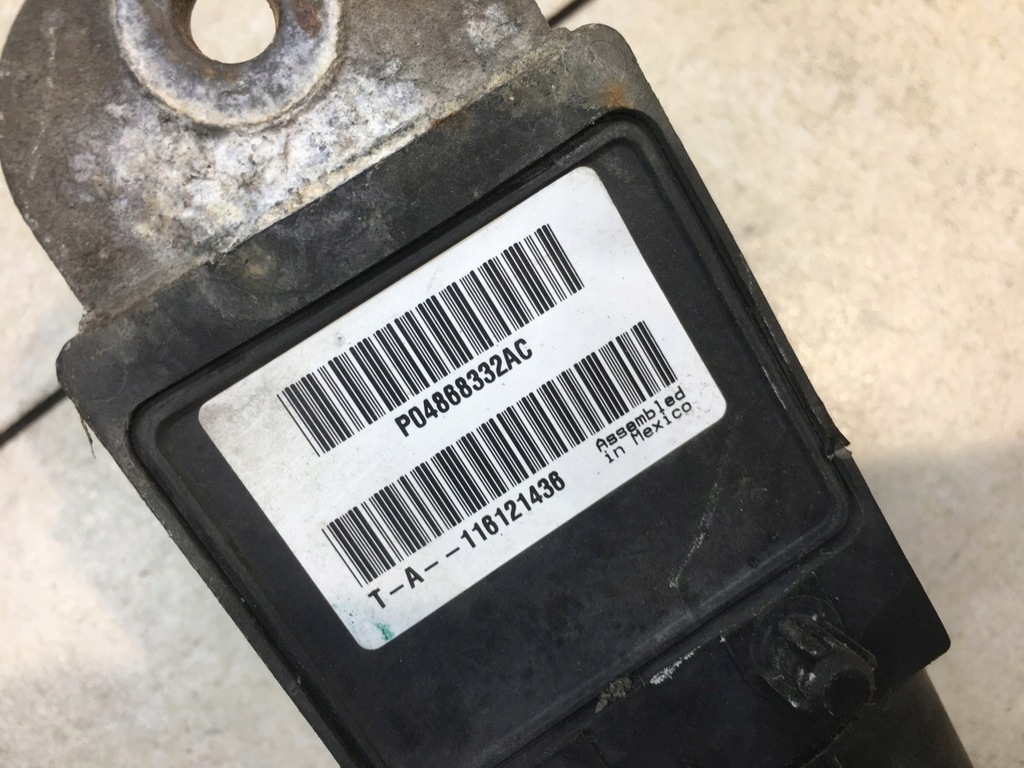 P04868332AC
T-A--116121436
Assembled
in Mexico